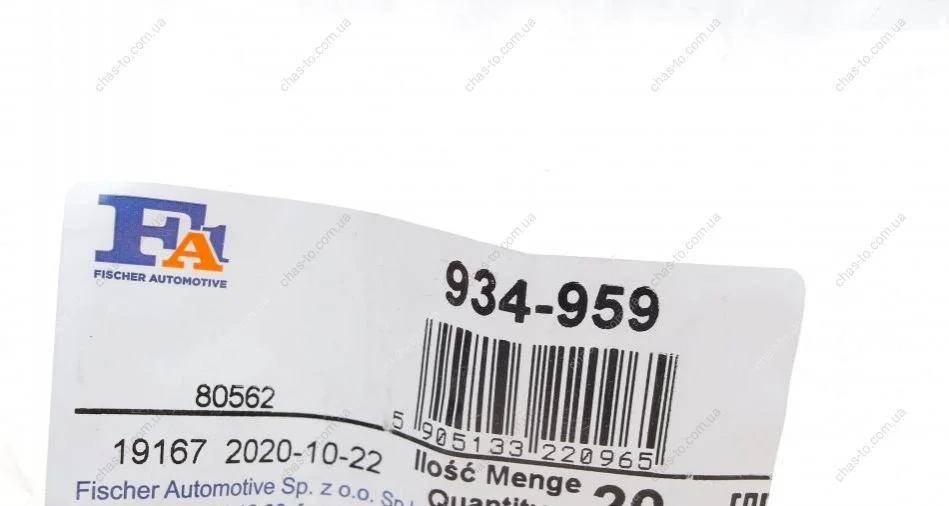 FA1
FISCHER AUTOMOTIVE
934-959
80562
5 905133 220965
19167 2020-10-22
Ilość Menge
Fischer Automotive Sp. z o.o.
Quantity
chas-to.com.ua